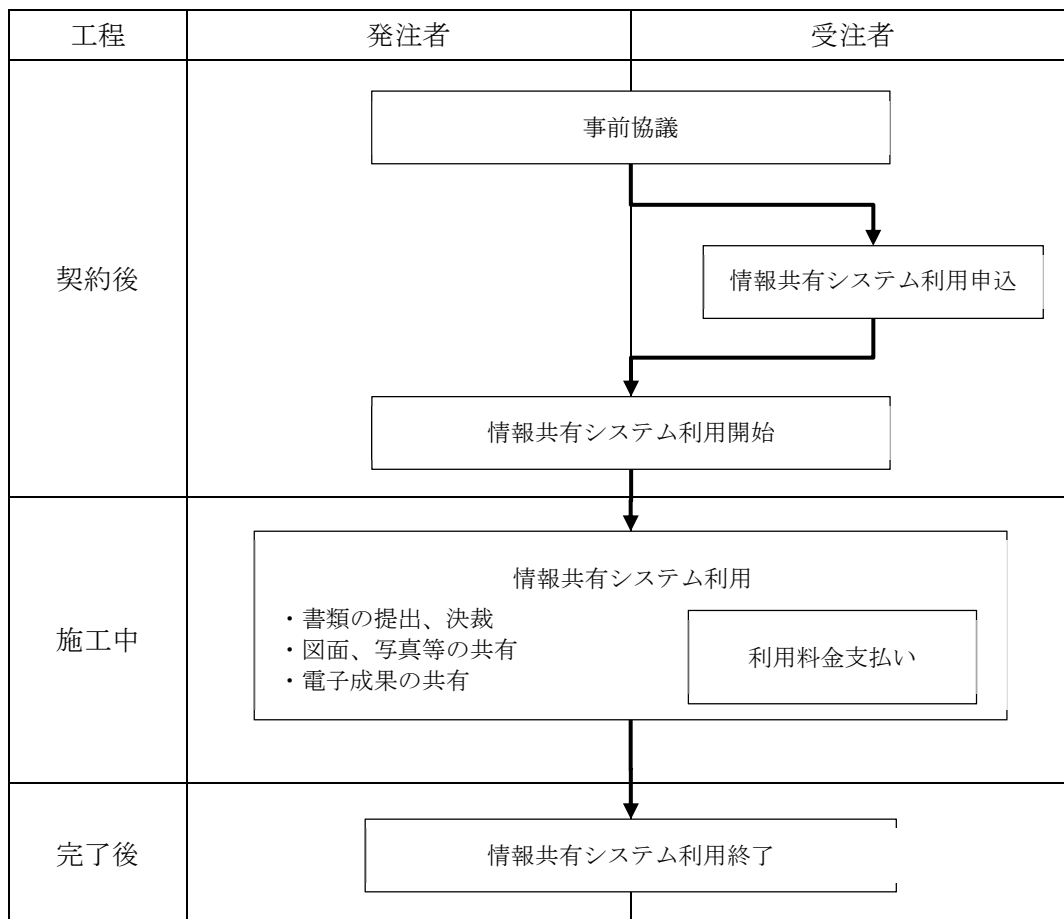 工程
発注者
受注者
事前協議
契約後
情報共有システム利用申込
情報共有システム利用開始
施工中
情報共有システム利用
・書類の提出、決裁
・図面、写真等の共有
・電子成果の共有
利用料金支払い
完了後
情報共有システム利用終了